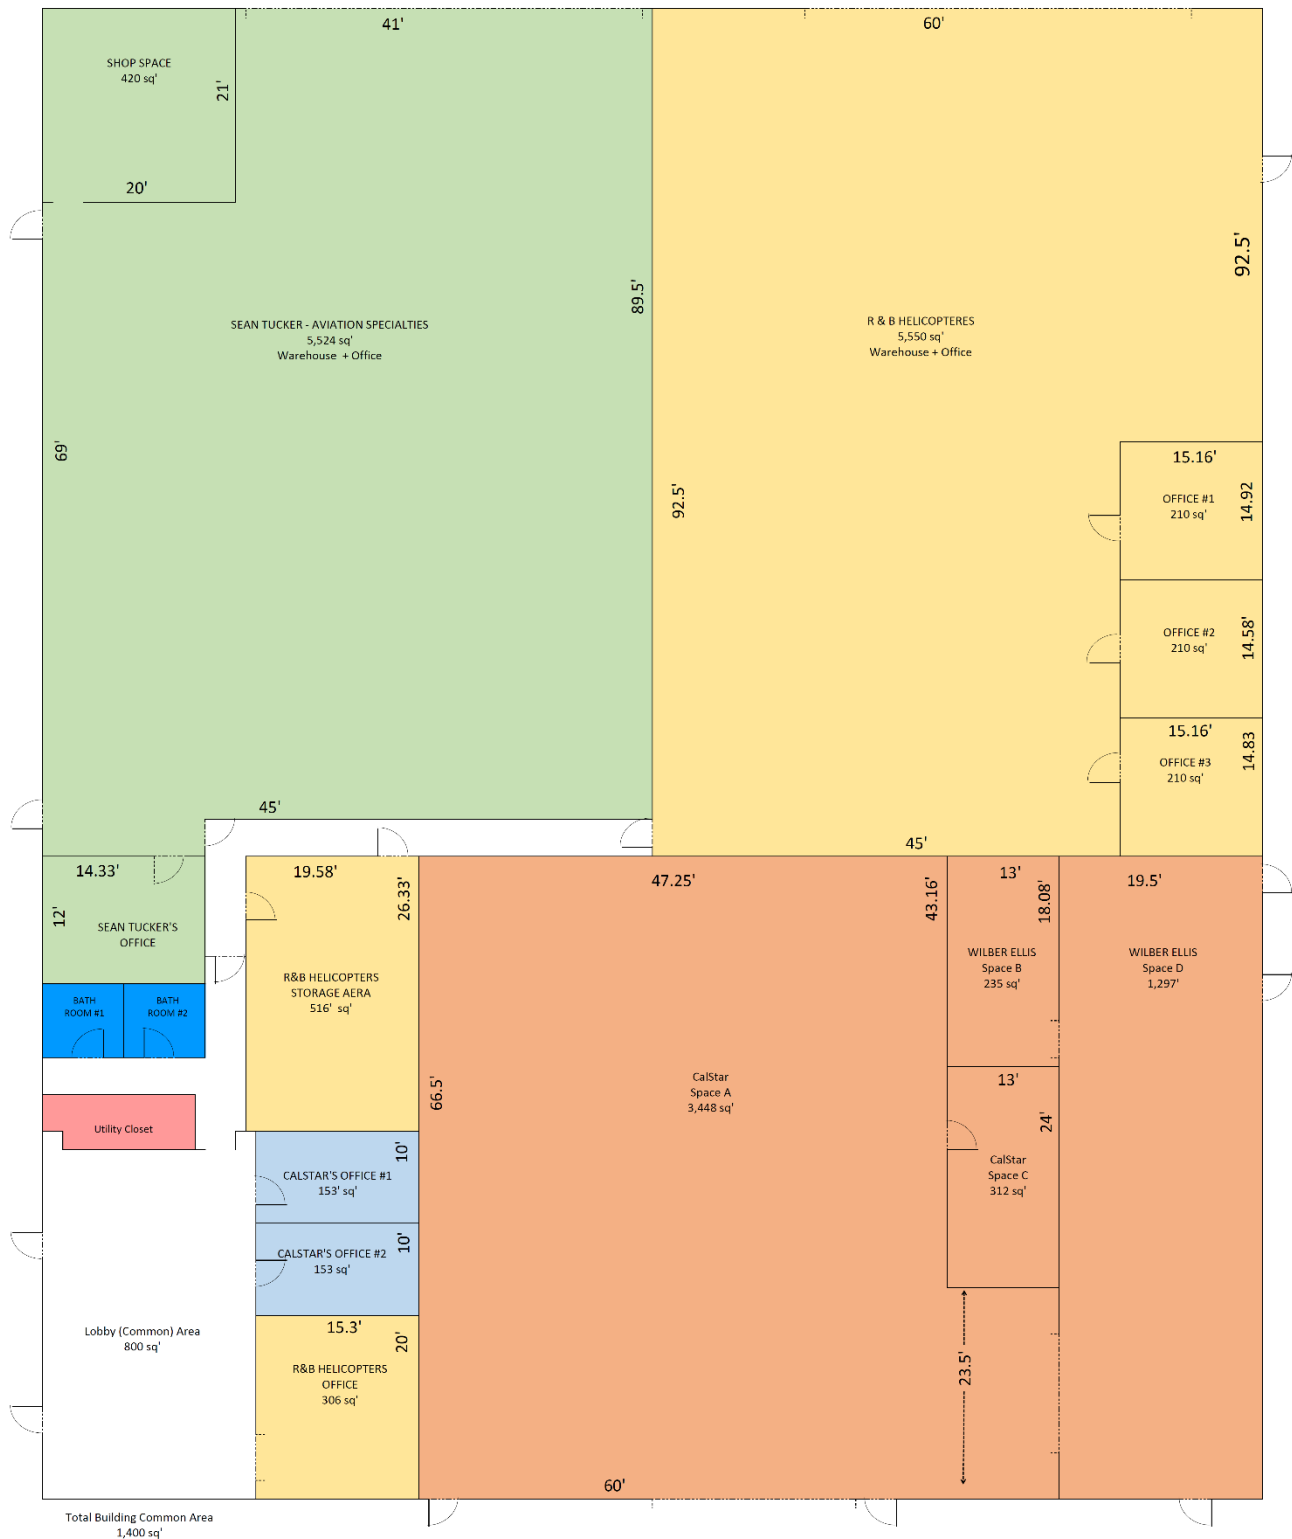 41'
60'
SHOP SPACE
420 sq'
21'
20'
92.5'
89.5'
SEAN TUCKER - AVIATION SPECIALTIES
5,524 sq'
Warehouse + Office
R & B HELICOPTERES
5,550 sq'
Warehouse + Office
69'
92.5'
15.16'
OFFICE #1
210 sq'
14.92
OFFICE #2
210 sq'
14.58'
15.16'
OFFICE #3
210 sq'
14.83
45'
45'
14.33'
12'
SEAN TUCKER'S
OFFICE
19.58'
26.33'
R&B HELICOPTERS
STORAGE AERA
516' sq'
47.25'
43.16'
13'
18.08'
WILBER ELLIS
Space B
235 sq'
19.5'
WILBER ELLIS
Space D
1,297'
BATH
ROOM #1
BATH
ROOM #2
66.5'
CalStar
Space A
3,448 sq'
13'
24'
CalStar
Space C
312 sq'
Utility Closet
10'
CALSTAR'S OFFICE #1
153' sq'
10'
CALSTAR'S OFFICE #2
153 sq'
Lobby (Common) Area
800 sq'
15.3'
20'
R&B HELICOPTERS
OFFICE
306 sq'
23.5'
60'
Total Building Common Area
1,400 sq'